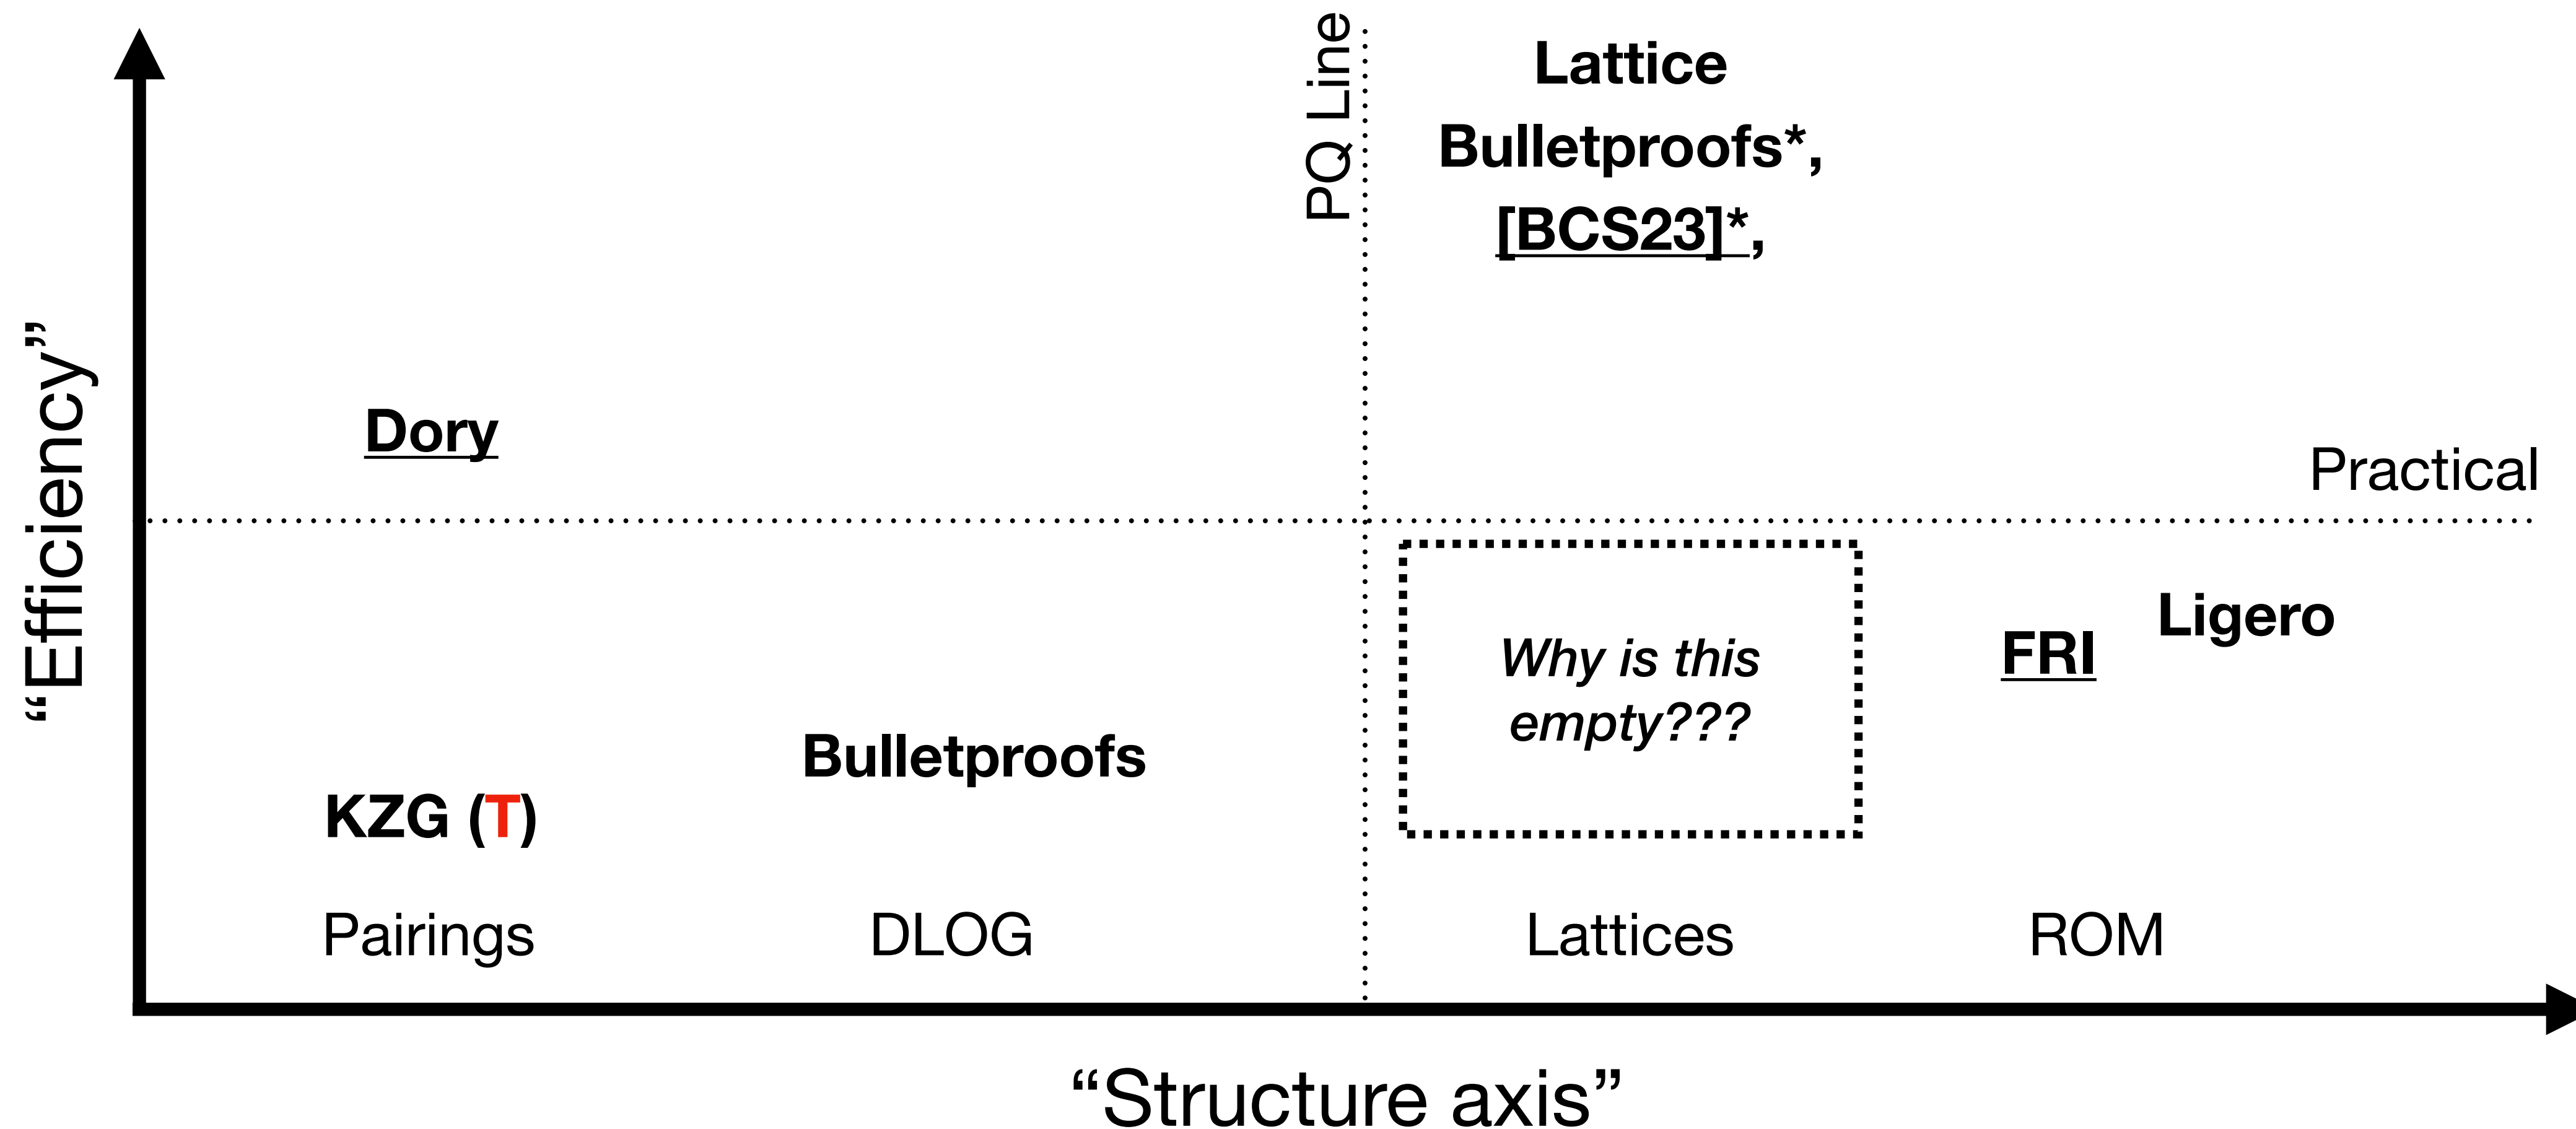 PQ Line
Lattice
Bulletproofs*,
[BCS23]*,
“Efficiency”
Dory
Practical
Why is this
empty???
FRI
Ligero
Bulletproofs
KZG (T)
Pairings
DLOG
Lattices
ROM
“Structure axis”